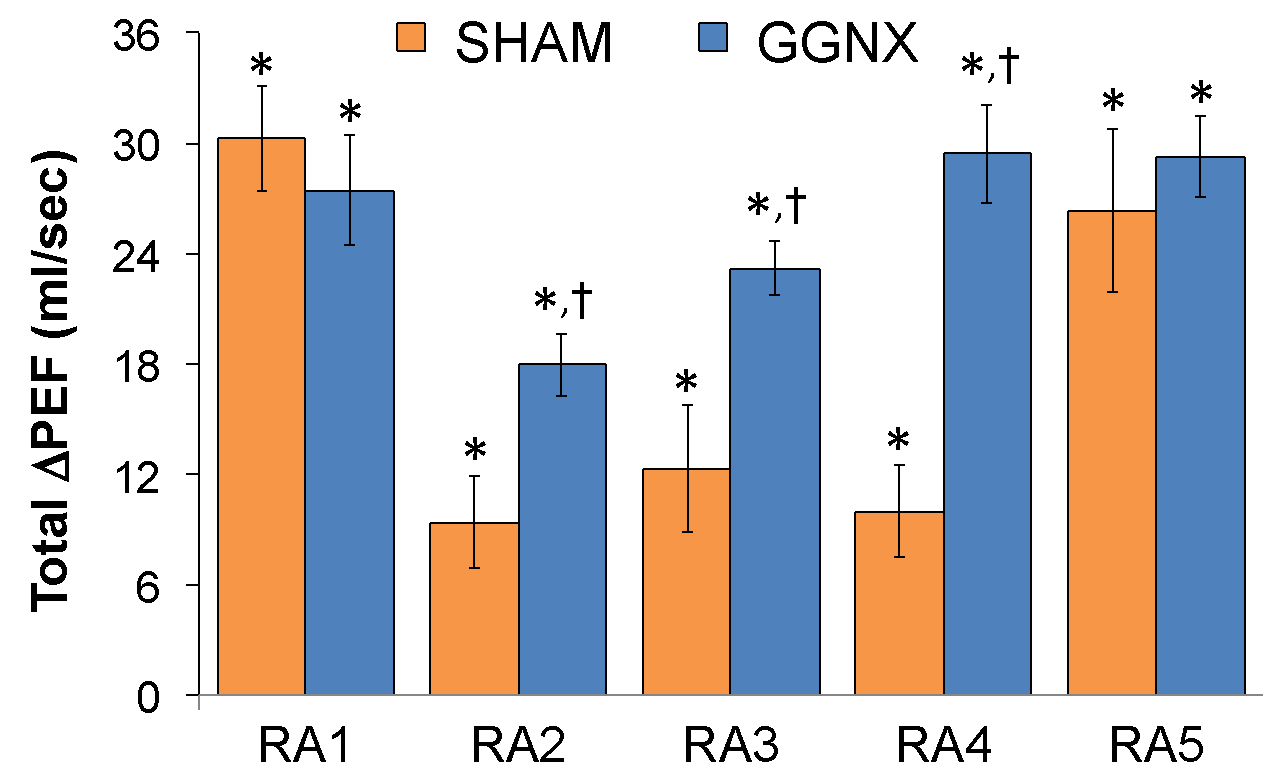 SHAM GGNX
Total ΔPEF (ml/sec)
36
30
24
18
12
6
0
* * * *,† * *,† * *,† * *
RA1 RA2 RA3 RA4 RA5